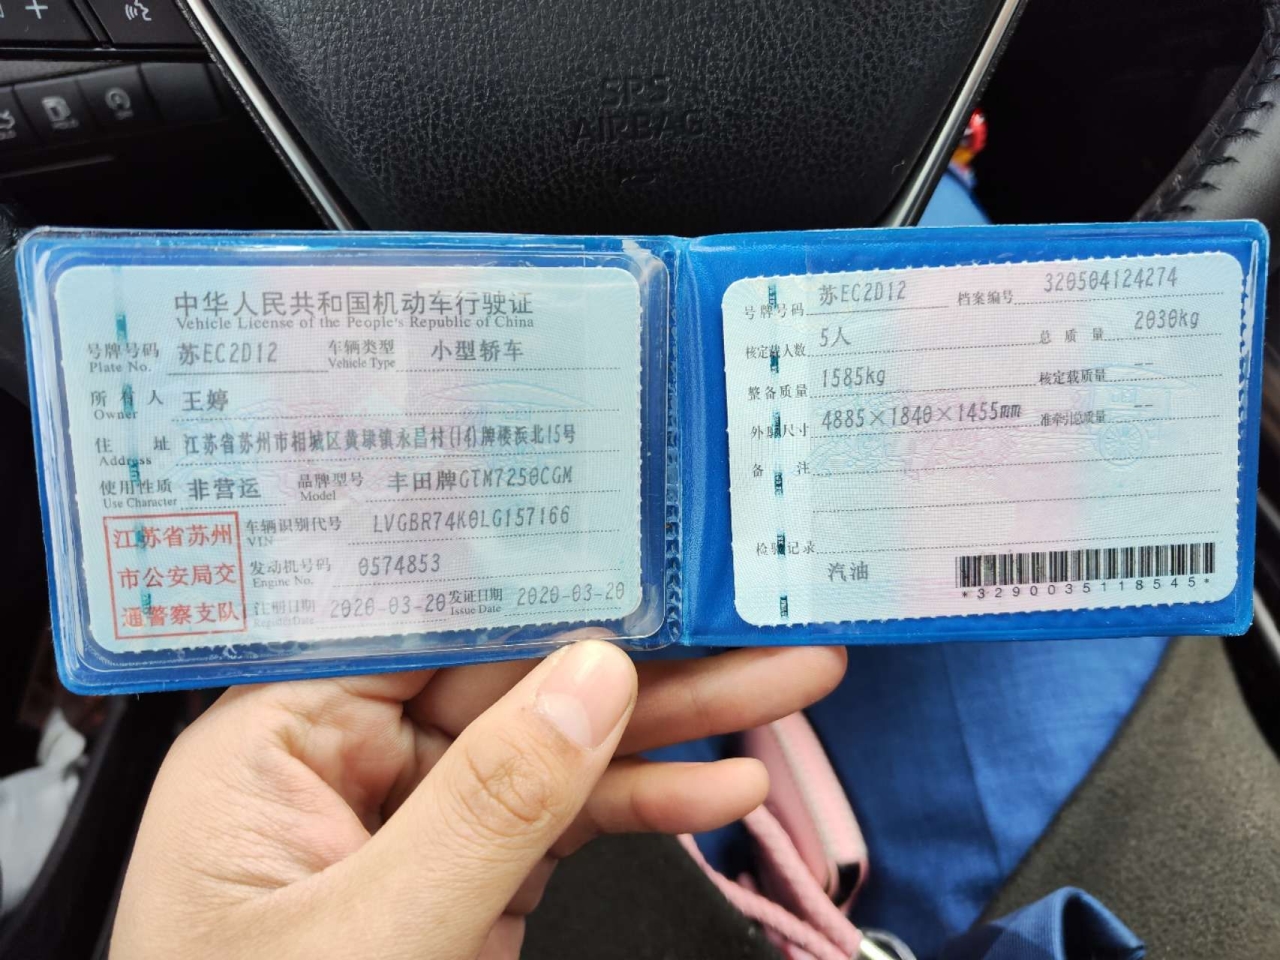 SRS
AIRBAG
中华人民共和国机动车行驶证
Vehicle License of the People's Republic of China
号牌号码 苏EC2D12 车辆类型 小型轿车
Plate No. Vehicle Type
所有人 王婷
Owner
住址 江苏省苏州市相城区黄埭镇永昌村(14)牌楼浜北15号
Address
使用性质 非营运 品牌型号 丰田牌GTM7250CGM
Use Character Model
江苏省苏州
市公安局交
通警察支队
车辆识别代号 LVGBR74K0LG157166
VIN
发动机号码 0574853
Engine No.
注册日期 2020-03-20 发证日期 2020-03-20
Register Date Issue Date
号牌号码 苏EC2D12 档案编号 320504124274
核定载人数 5人 总质量 2030kg
整备质量 1585kg 核定载质量 --
外廓尺寸 4885×1840×1455mm 准牵引总质量 --
备注
检验记录
汽油
*3290035118545*